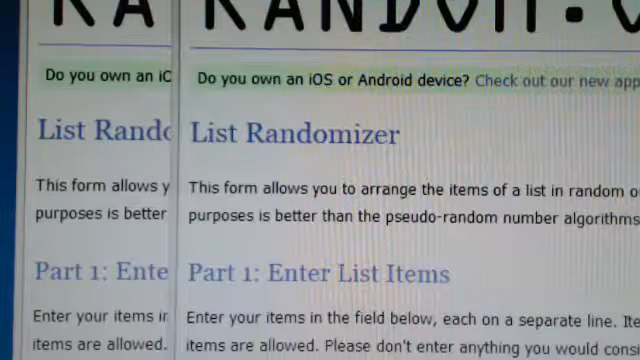 RA
RANDOM.
Do you own an iO
Do you own an iOS or Android device? Check out our new app
List Rando
List Randomizer
This form allows y
purposes is better
This form allows you to arrange the items of a list in random o
purposes is better than the pseudo-random number algorithms
Part 1: Ente
Part 1: Enter List Items
Enter your items in
items are allowed.
Enter your items in the field below, each on a separate line. Ite
items are allowed. Please don't enter anything you would consi